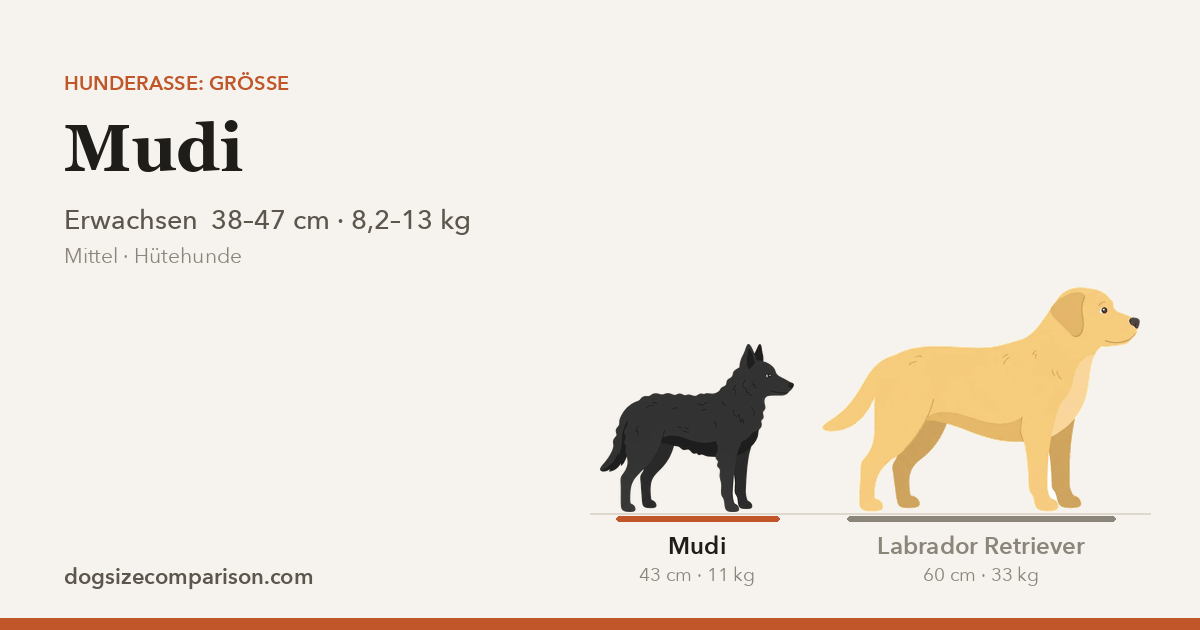 HUNDERASSE: GRÖSSE
Mudi
Erwachsen 38–47 cm · 8,2–13 kg
Mittel · Hütehunde
Mudi
43 cm · 11 kg
Labrador Retriever
60 cm · 33 kg
dogsizecomparison.com